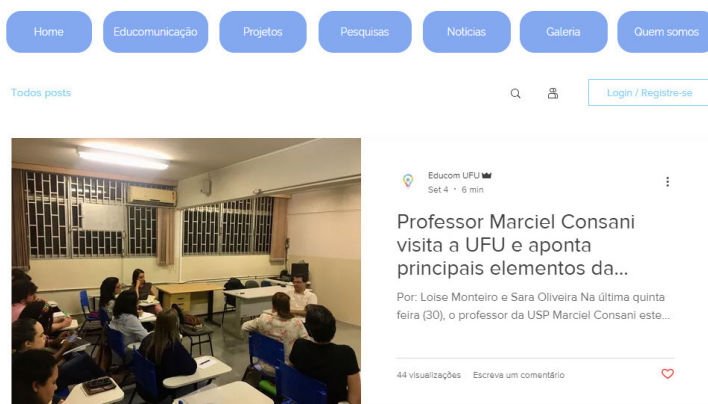 Home Educomunicação Projetos Pesquisas Notícias Galeria Quem somos
Todos posts
Login / Registre-se
Educom UFU
Set 4 · 6 min
Professor Marciel Consani
visita a UFU e aponta
principais elementos da...
Por: Loise Monteiro e Sara Oliveira Na última quinta
feira (30), o professor da USP Marciel Consani este...
44 visualizações Escreva um comentário